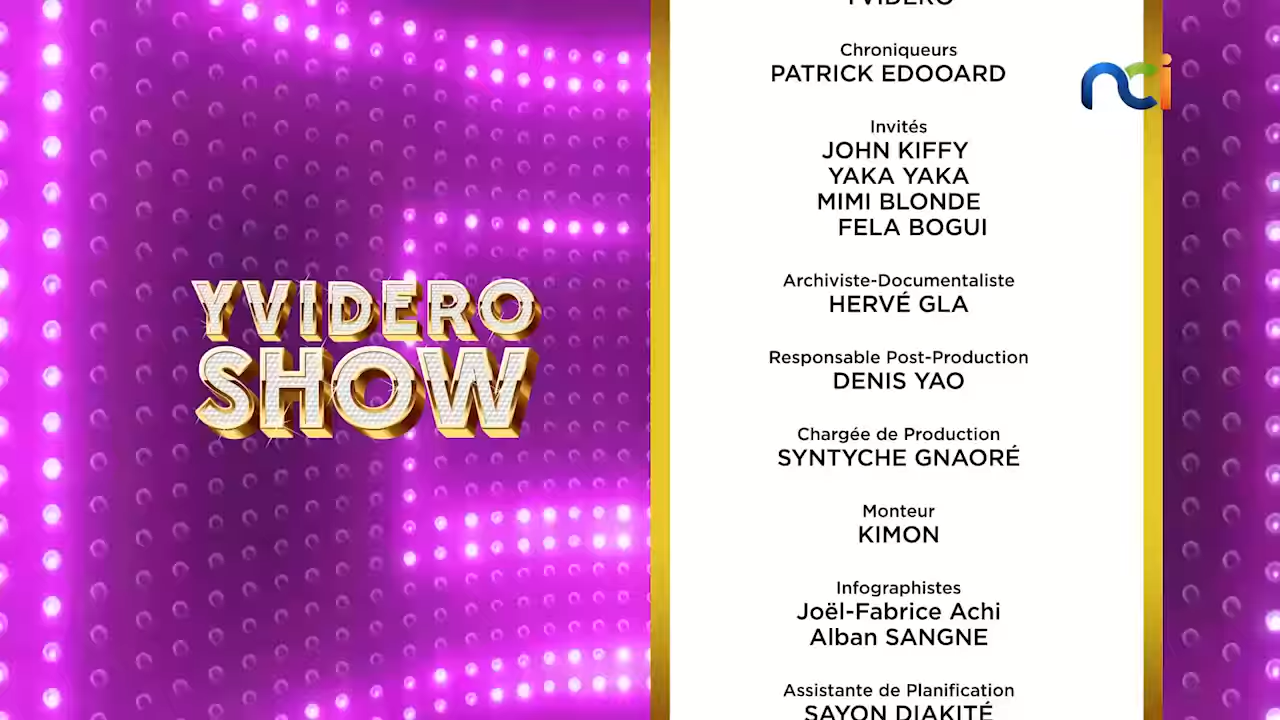 YVIDERO
SHOW
YVIDERO
Chroniqueurs
PATRICK EDOOARD
Invités
JOHN KIFFY
YAKA YAKA
MIMI BLONDE
FELA BOGUI
Archiviste-Documentaliste
HERVÉ GLA
Responsable Post-Production
DENIS YAO
Chargée de Production
SYNTYCHE GNAORÉ
Monteur
KIMON
Infographistes
Joël-Fabrice Achi
Alban SANGNE
Assistante de Planification
SAYON DIAKITÉ
nci